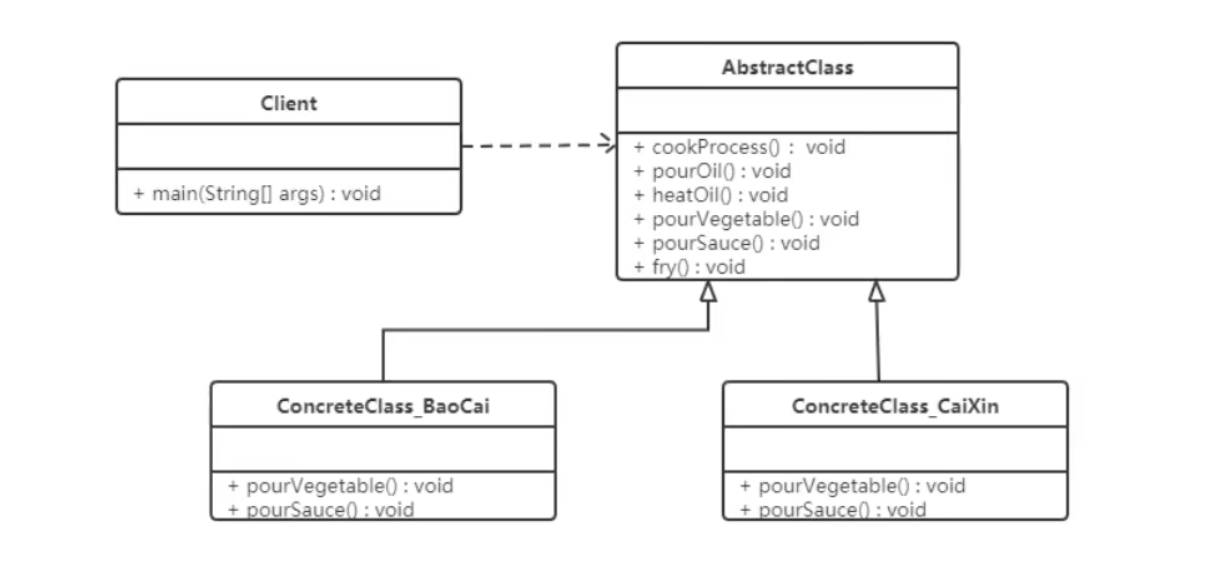 Client
+ main(String[] args) : void
AbstractClass
+ cookProcess() : void
+ pourOil() : void
+ heatOil() : void
+ pourVegetable() : void
+ pourSauce() : void
+ fry() : void
ConcreteClass_BaoCai
+ pourVegetable() : void
+ pourSauce() : void
ConcreteClass_CaiXin
+ pourVegetable() : void
+ pourSauce() : void